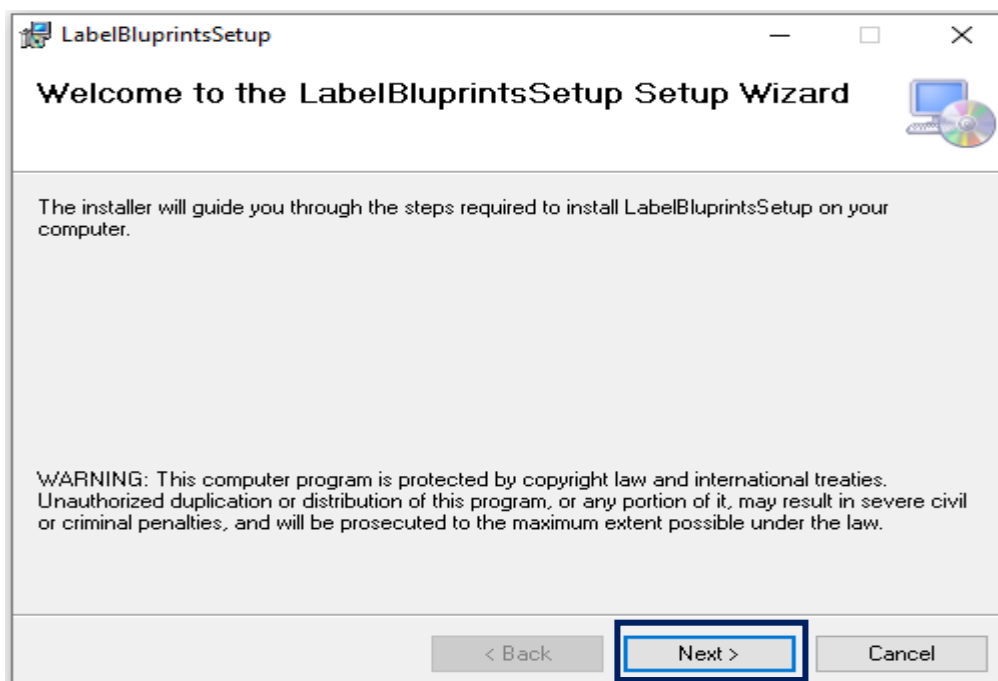 LabelBluprintsSetup
Welcome to the LabelBluprintsSetup Setup Wizard
The installer will guide you through the steps required to install LabelBluprintsSetup on your
computer.
WARNING: This computer program is protected by copyright law and international treaties.
Unauthorized duplication or distribution of this program, or any portion of it, may result in severe civil
or criminal penalties, and will be prosecuted to the maximum extent possible under the law.
< Back Next > Cancel